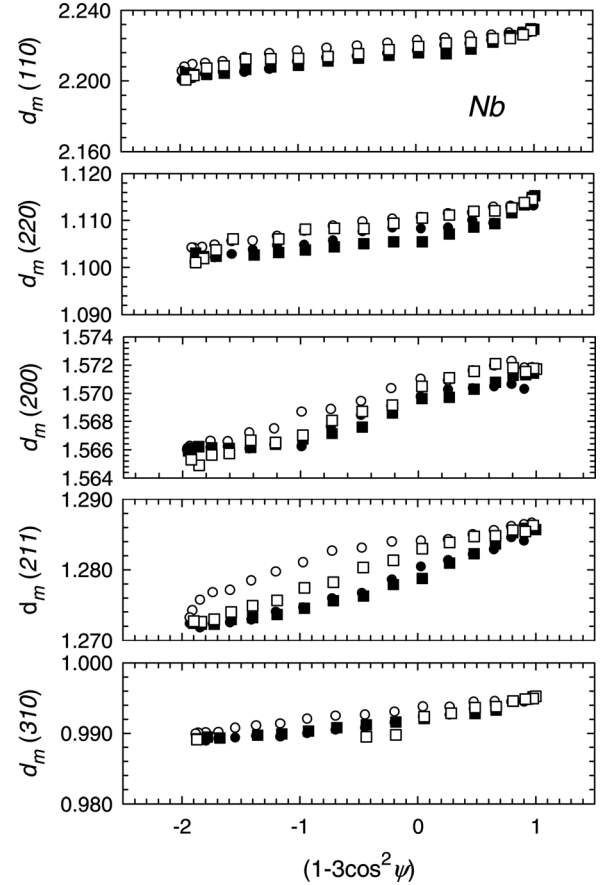 2.240
2.200
2.160
d_m (110)
Nb
1.120
1.110
1.100
1.090
d_m (220)
1.574
1.572
1.570
1.568
1.566
1.564
d_m (200)
1.290
1.280
1.270
d_m (211)
1.000
0.990
0.980
d_m (310)
-2 -1 0 1
(1-3cos²ψ)